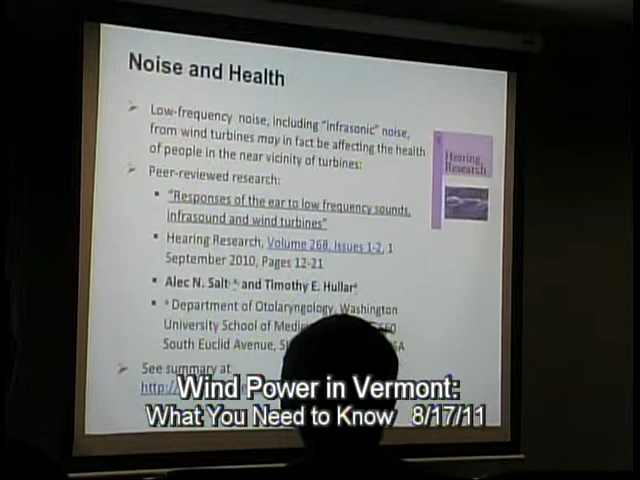 Noise and Health
Low-frequency noise, including "infrasonic" noise,
from wind turbines may in fact be affecting the health
of people in the near vicinity of turbines:
Peer-reviewed research:
"Responses of the ear to low frequency sounds,
infrasound and wind turbines"
Hearing Research, Volume 268, Issues 1-2, 1
September 2010, Pages 12-21
Alec N. Salt a, and Timothy E. Hullar a
a Department of Otolaryngology, Washington
University School of
South Euclid Avenue,
See summary at
http:/
Hearing
Research
Wind Power in Vermont:
What You Need to Know 8/17/11